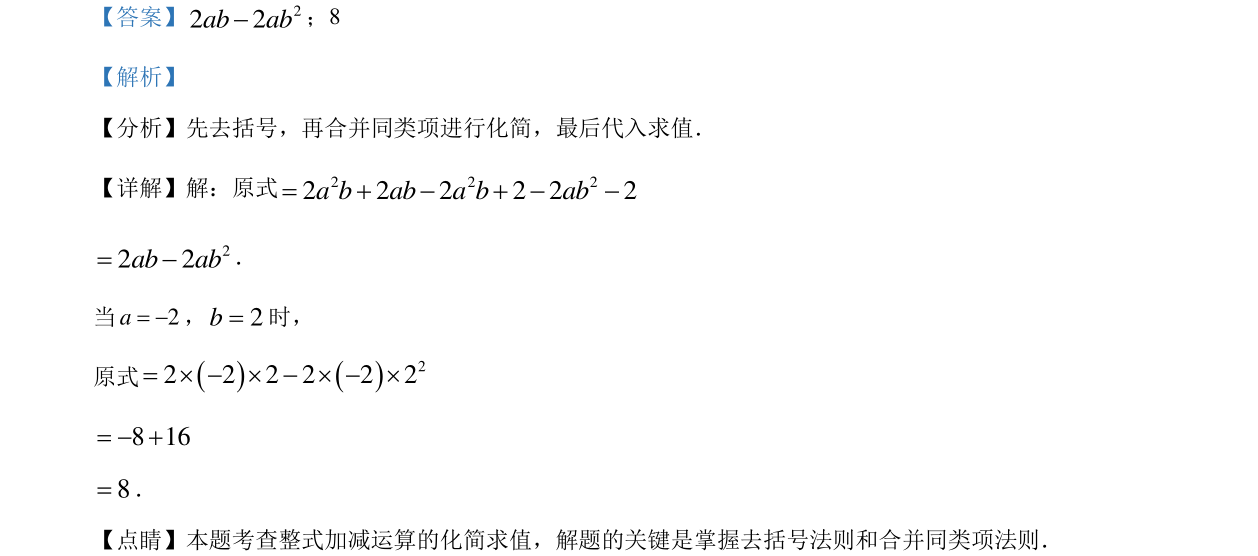 【答案】2ab－2ab²；8
【解析】
【分析】先去括号，再合并同类项进行化简，最后代入求值．
【详解】解：原式＝2a²b＋2ab－2a²b＋2－2ab²－2
＝2ab－2ab²．
当a＝－2，b＝2时，
原式＝2×(－2)×2－2×(－2)×2²
＝－8＋16
＝8．
【点睛】本题考查整式加减运算的化简求值，解题的关键是掌握去括号法则和合并同类项法则．